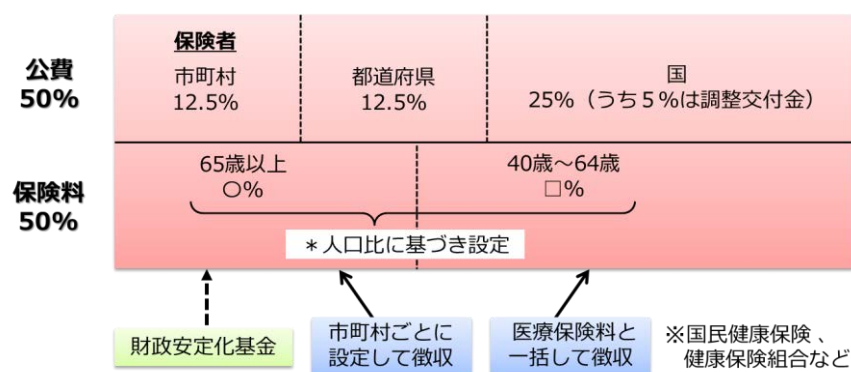 公費
50%
保険者
市町村
12.5%
都道府県
12.5%
国
25%（うち５%は調整交付金）
保険料
50%
65歳以上
○%
40歳～64歳
□%
＊人口比に基づき設定
財政安定化基金
市町村ごとに
設定して徴収
医療保険料と
一括して徴収
※国民健康保険 、
健康保険組合など